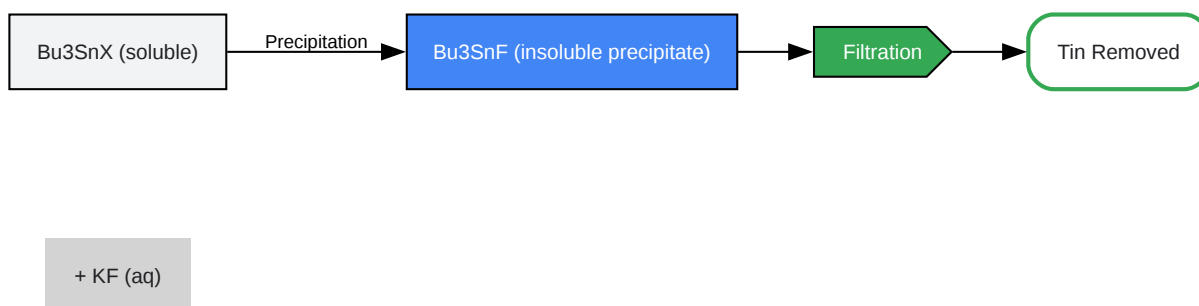 Bu3SnX (soluble)
Precipitation
Bu3SnF (insoluble precipitate)
Filtration
Tin Removed
+ KF (aq)